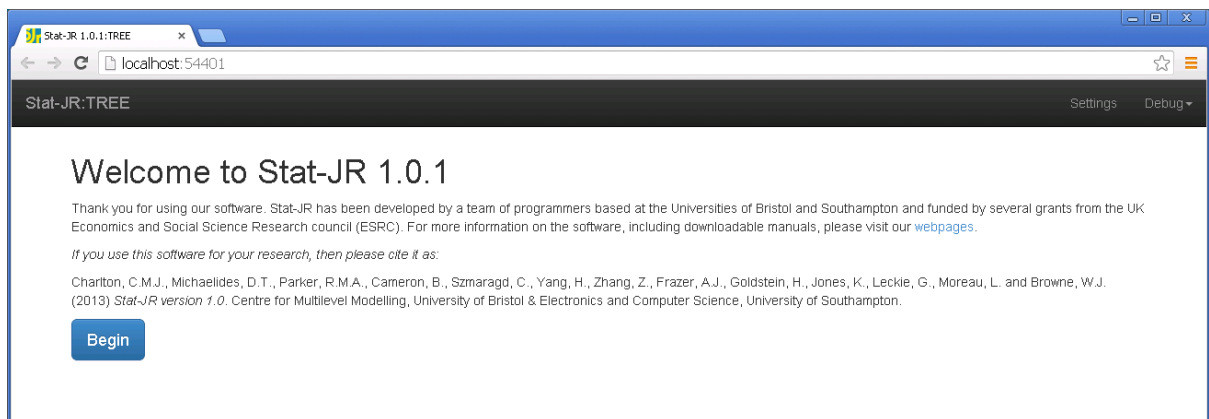 Stat-JR 1.0.1:TREE
localhost:54401
Stat-JR:TREE Settings Debug
Welcome to Stat-JR 1.0.1
Thank you for using our software. Stat-JR has been developed by a team of programmers based at the Universities of Bristol and Southampton and funded by several grants from the UK
Economics and Social Science Research council (ESRC). For more information on the software, including downloadable manuals, please visit our webpages.
If you use this software for your research, then please cite it as:
Charlton, C.M.J., Michaelides, D.T., Parker, R.M.A., Cameron, B., Szmaragd, C., Yang, H., Zhang, Z., Frazer, A.J., Goldstein, H., Jones, K., Leckie, G., Moreau, L. and Browne, W.J.
(2013) Stat-JR version 1.0. Centre for Multilevel Modelling, University of Bristol & Electronics and Computer Science, University of Southampton.
Begin